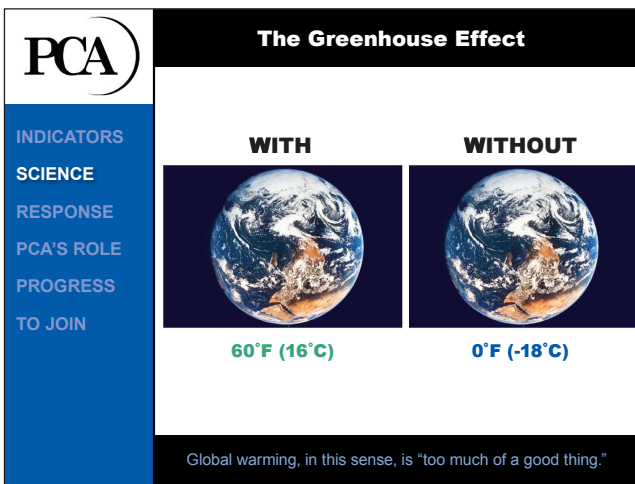 PCA
The Greenhouse Effect
INDICATORS
SCIENCE
RESPONSE
PCA'S ROLE
PROGRESS
TO JOIN
WITH
WITHOUT
60˚F (16˚C)
0˚F (-18˚C)
Global warming, in this sense, is “too much of a good thing.”